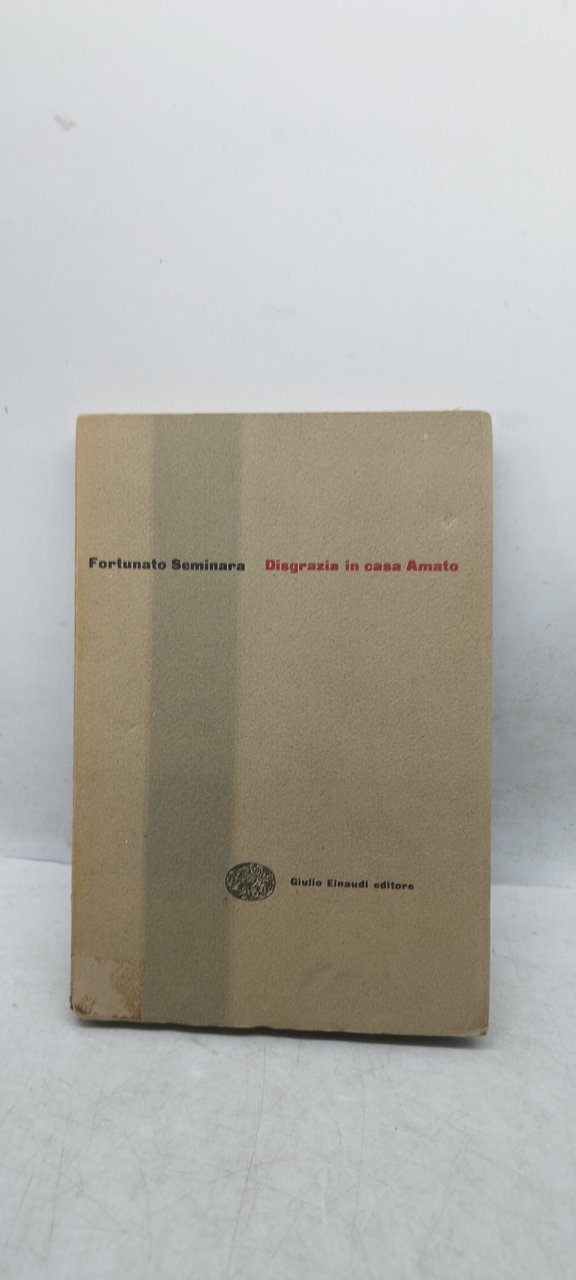 Fortunato Seminara Disgrazia in casa Amato
Giulio Einaudi editore